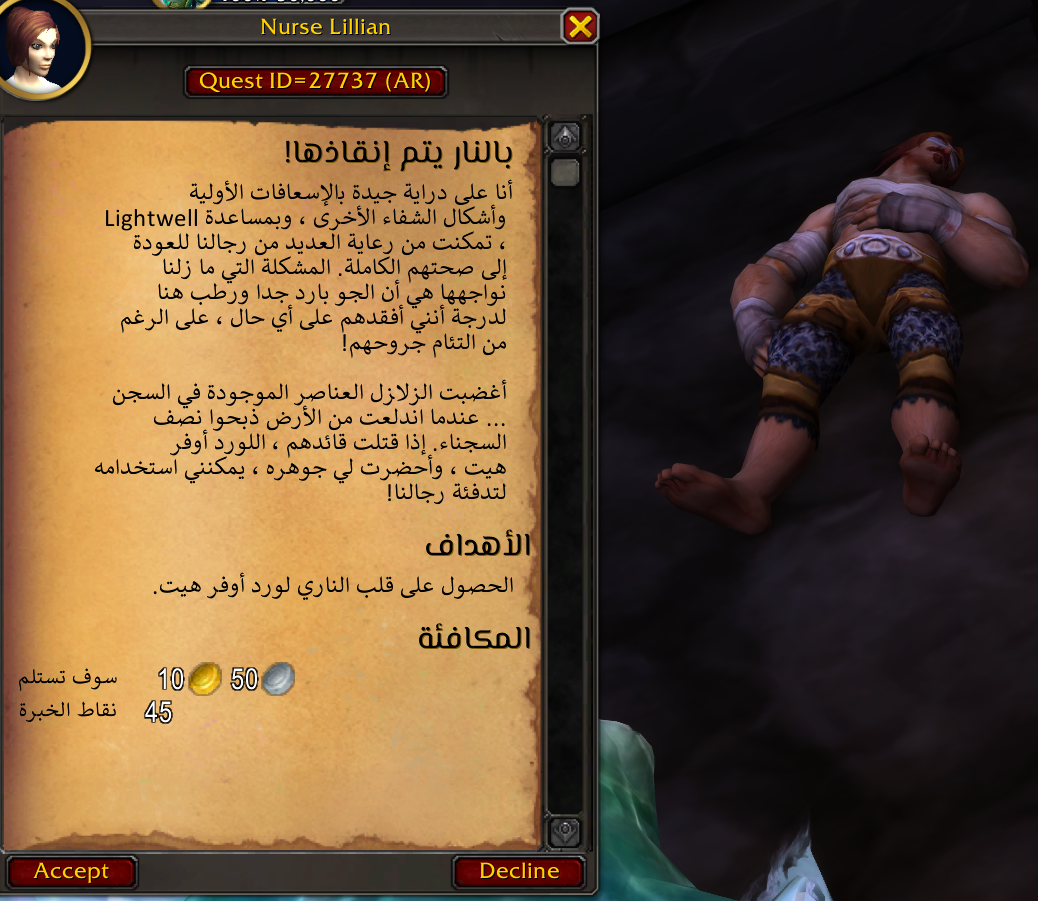 Nurse Lillian
Quest ID=27737 (AR)
بالنار يتم إنقاذها!
أنا على دراية جيدة بالإسعافات الأولية
وأشكال الشفاء الأخرى ، وبمساعدة Lightwell
، تمكنت من رعاية العديد من رجالنا للعودة
إلى صحتهم الكاملة. المشكلة التي ما زلنا
نواجهها هي أن الجو بارد جدا ورطب هنا
لدرجة أنني أفقدهم على أي حال ، على الرغم
من التئام جروحهم!
أغضبت الزلازل العناصر الموجودة في السجن
... عندما اندلعت من الأرض ذبحوا نصف
السجناء. إذا قتلت قائدهم ، اللورد أوفر
هيت ، وأحضرت لي جوهره ، يمكنني استخدامه
لتدفئة رجالنا!
الأهداف
الحصول على قلب الناري لورد أوفر هيت.
المكافئة
سوف تستلم 10 50
نقاط الخبرة 45
Accept
Decline